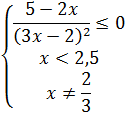 { (5 − 2x)/(3x − 2)² ≤ 0
x < 2,5
x ≠ 2/3